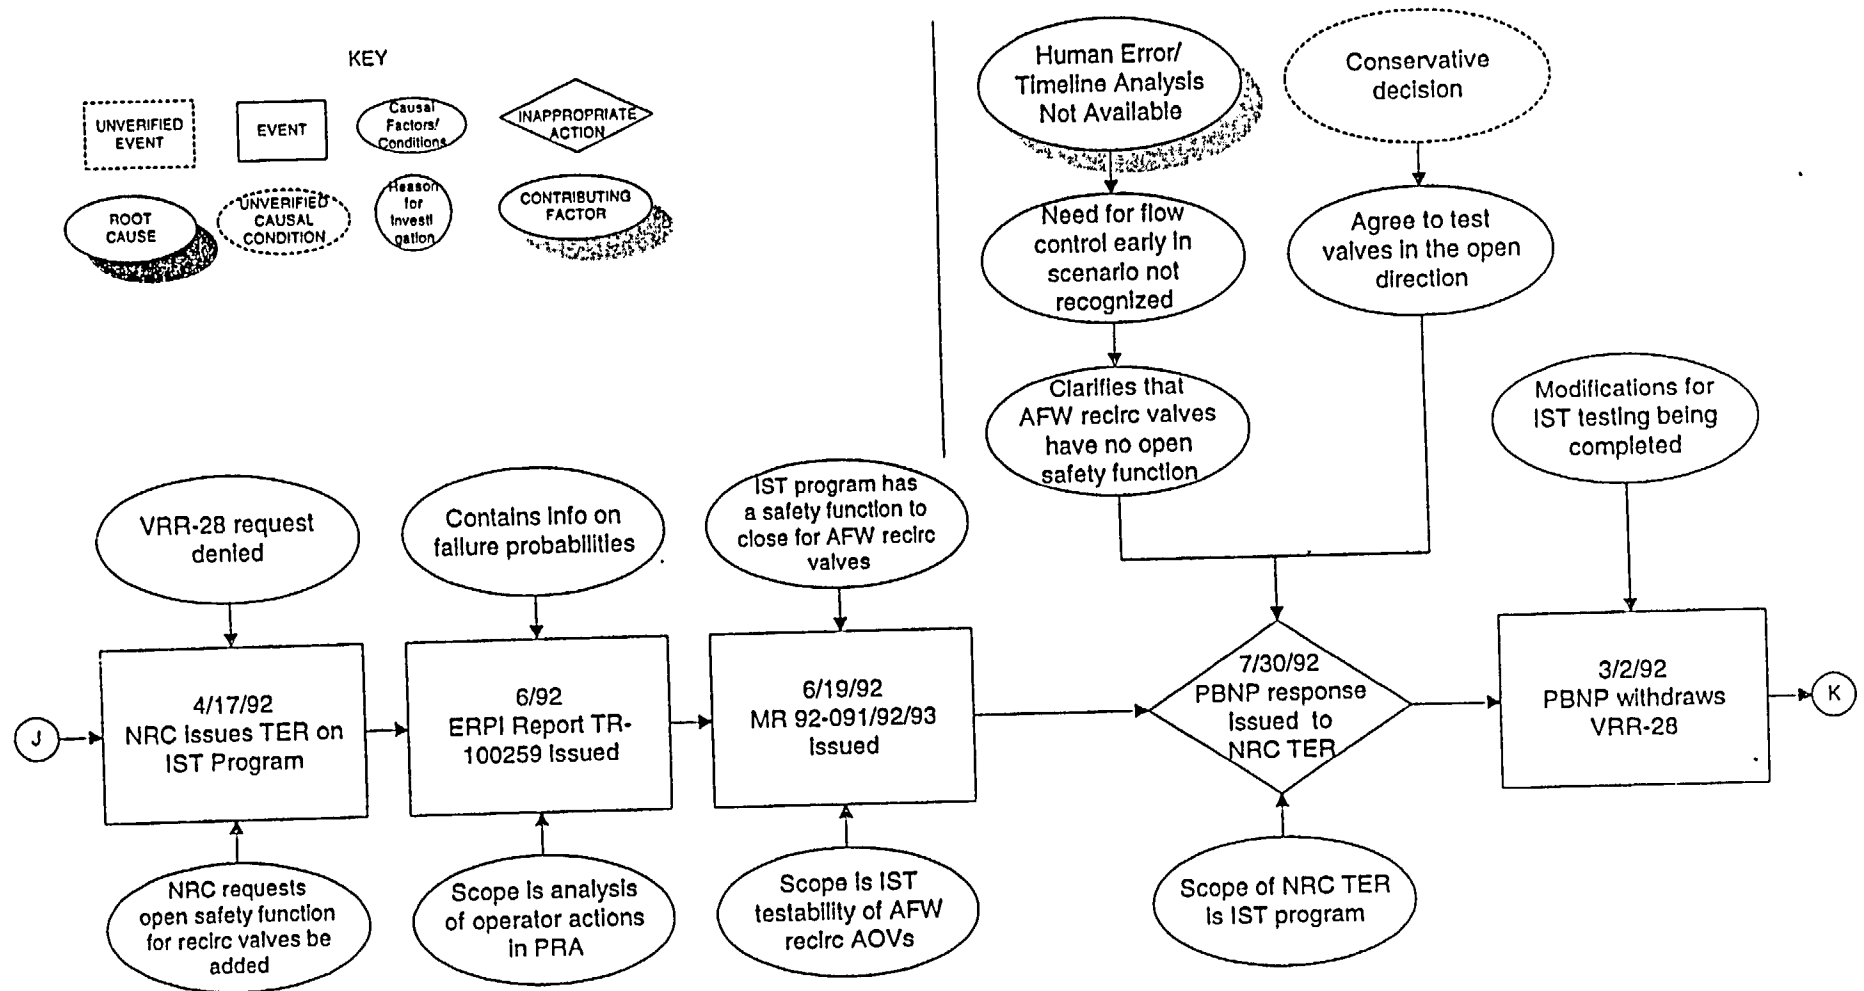 KEY
UNVERIFIED
EVENT
EVENT
Causal
Factors/
Conditions
INAPPROPRIATE
ACTION
ROOT
CAUSE
UNVERIFIED
CAUSAL
CONDITION
Reason
for
Investi
gation
CONTRIBUTING
FACTOR
Human Error/
Timeline Analysis
Not Available
Conservative
decision
Need for flow
control early in
scenario not
recognized
Agree to test
valves in the open
direction
Clarifies that
AFW recirc valves
have no open
safety function
Modifications for
IST testing being
completed
VRR-28 request
denied
Contains info on
failure probabilities
IST program has
a safety function to
close for AFW recirc
valves
J
4/17/92
NRC issues TER on
IST Program
6/92
ERPI Report TR-
100259 issued
6/19/92
MR 92-091/92/93
issued
7/30/92
PBNP response
issued to
NRC TER
3/2/92
PBNP withdraws
VRR-28
K
NRC requests
open safety function
for recirc valves be
added
Scope is analysis
of operator actions
in PRA
Scope is IST
testability of AFW
recirc AOVs
Scope of NRC TER
is IST program